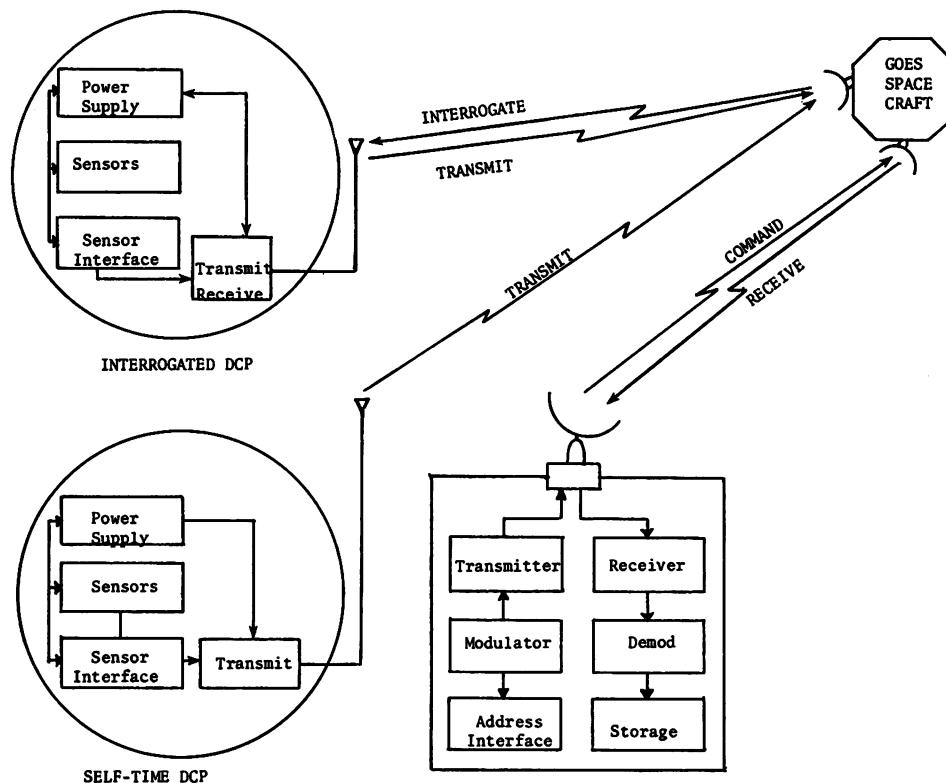 Power
Supply
Sensors
Sensor
Interface
Transmit
Receive
INTERROGATED DCP
INTERROGATE
TRANSMIT
GOES
SPACE
CRAFT
TRANSMIT
COMMAND
RECEIVE
Power
Supply
Sensors
Sensor
Interface
Transmit
SELF-TIME DCP
Transmitter
Receiver
Modulator
Demod
Address
Interface
Storage